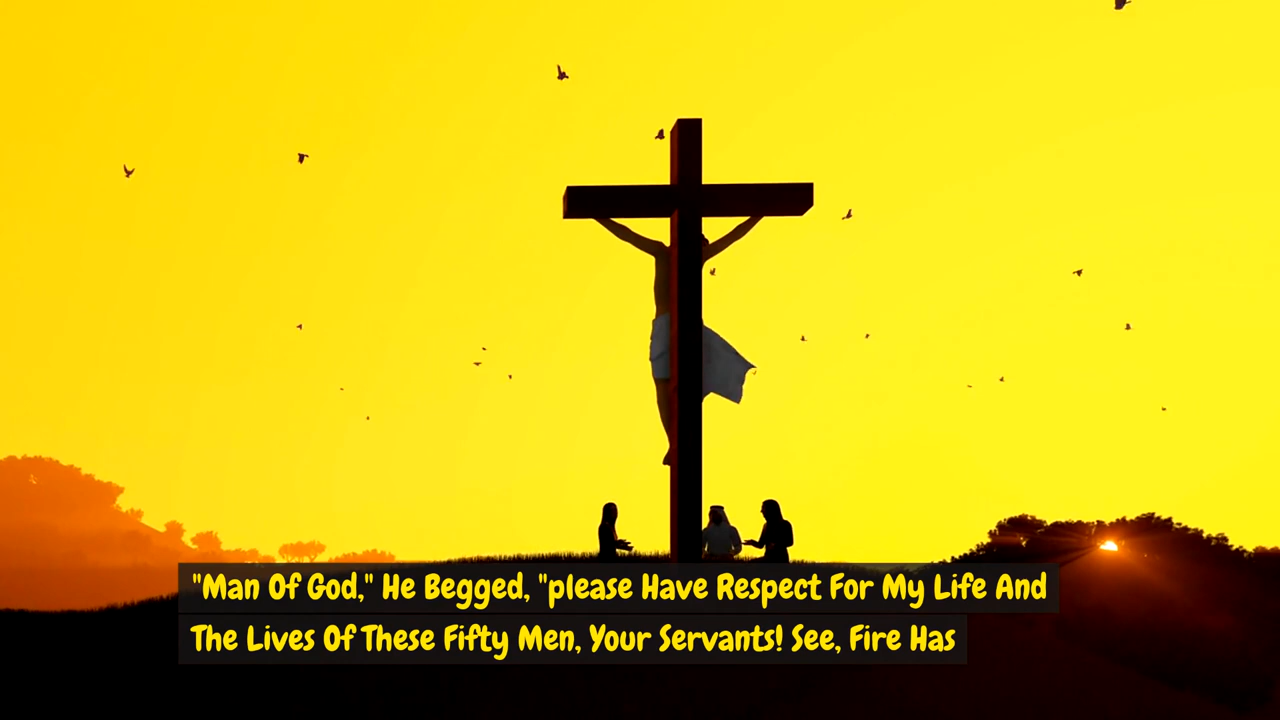 "Man Of God," He Begged, "please Have Respect For My Life And
The Lives Of These Fifty Men, Your Servants! See, Fire Has